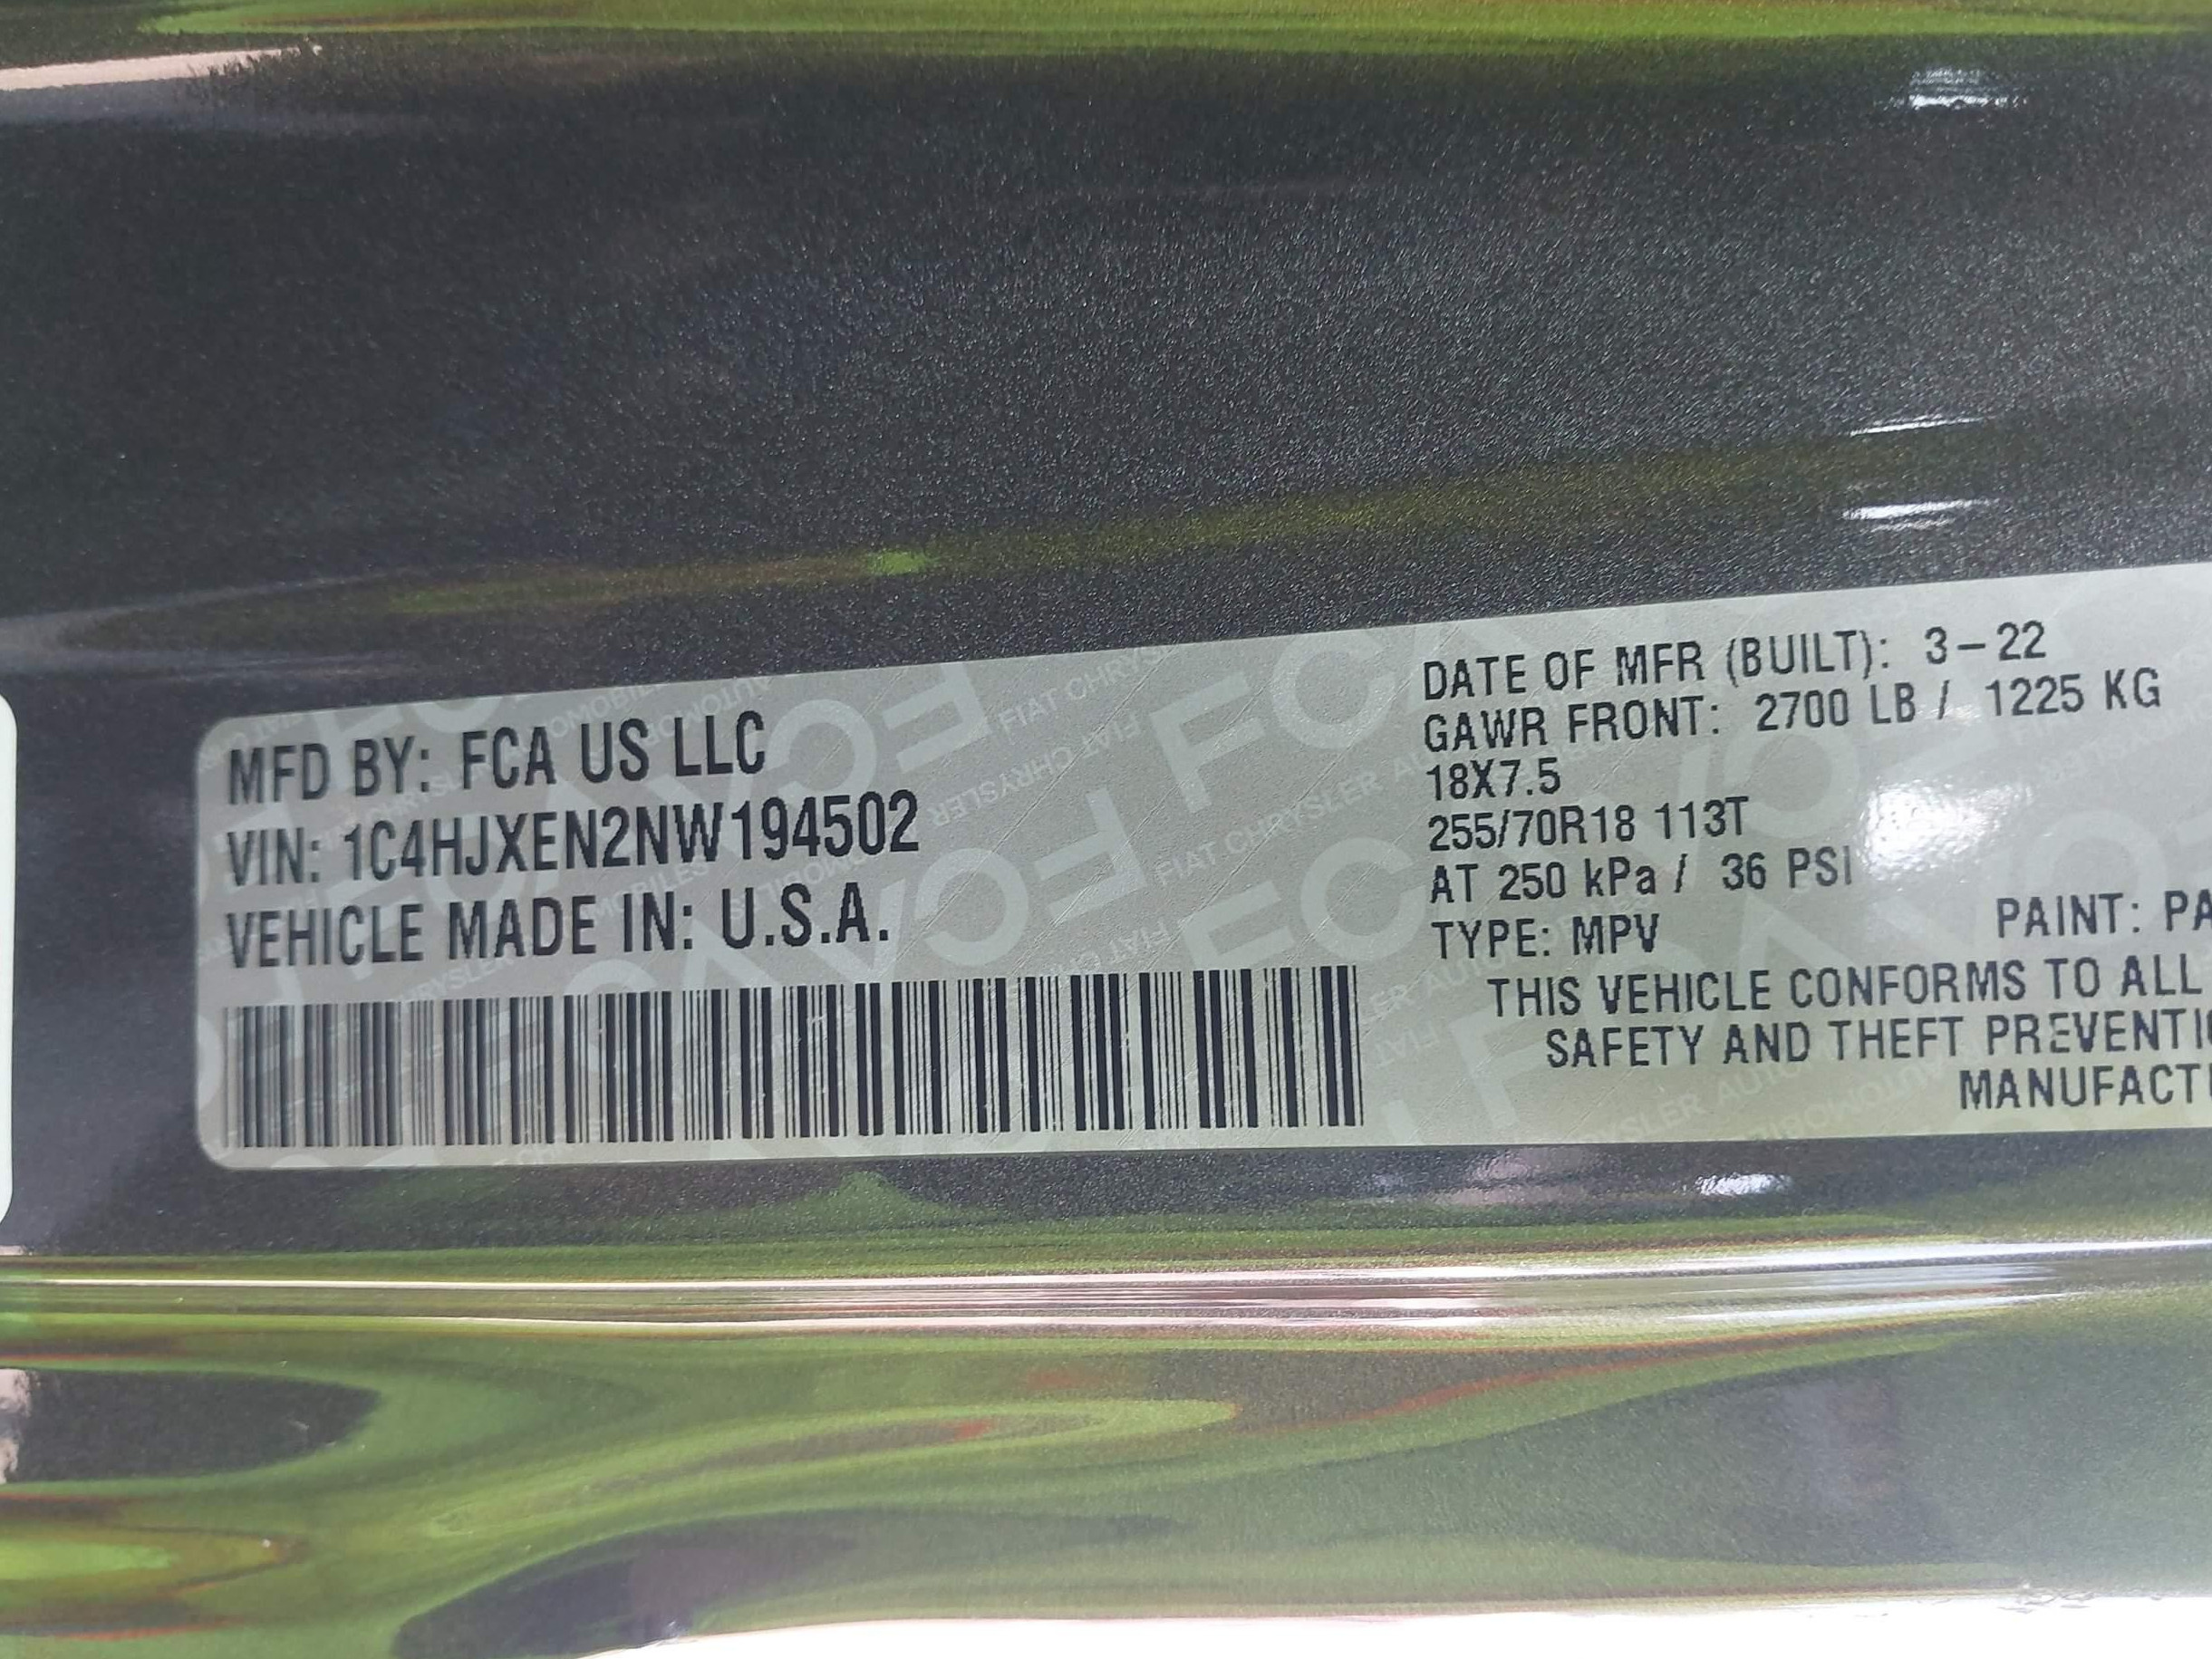 MFD BY: FCA US LLC
VIN: 1C4HJXEN2NW194502
VEHICLE MADE IN: U.S.A.
DATE OF MFR (BUILT): 3-22
GAWR FRONT: 2700 LB / 1225 KG
18X7.5
255/70R18 113T
AT 250 kPa / 36 PSI
TYPE: MPV
PAINT: PA
THIS VEHICLE CONFORMS TO ALL
SAFETY AND THEFT